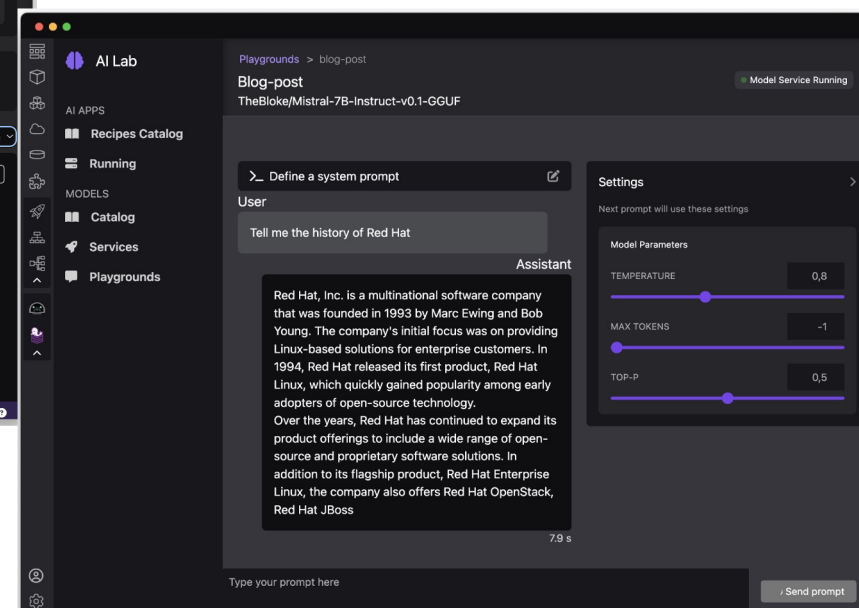 AI Lab
AI APPS
Recipes Catalog
Running
MODELS
Catalog
Services
Playgrounds
Playgrounds > blog-post
Blog-post
TheBloke/Mistral-7B-Instruct-v0.1-GGUF
Model Service Running
>_ Define a system prompt
User
Tell me the history of Red Hat
Assistant
Red Hat, Inc. is a multinational software company
that was founded in 1993 by Marc Ewing and Bob
Young. The company's initial focus was on providing
Linux-based solutions for enterprise customers. In
1994, Red Hat released its first product, Red Hat
Linux, which quickly gained popularity among early
adopters of open-source technology.
Over the years, Red Hat has continued to expand its
product offerings to include a wide range of open-
source and proprietary software solutions. In
addition to its flagship product, Red Hat Enterprise
Linux, the company also offers Red Hat OpenStack,
Red Hat JBoss
7.9 s
Settings
Next prompt will use these settings
Model Parameters
TEMPERATURE 0,8
MAX TOKENS -1
TOP-P 0,5
Type your prompt here
Send prompt